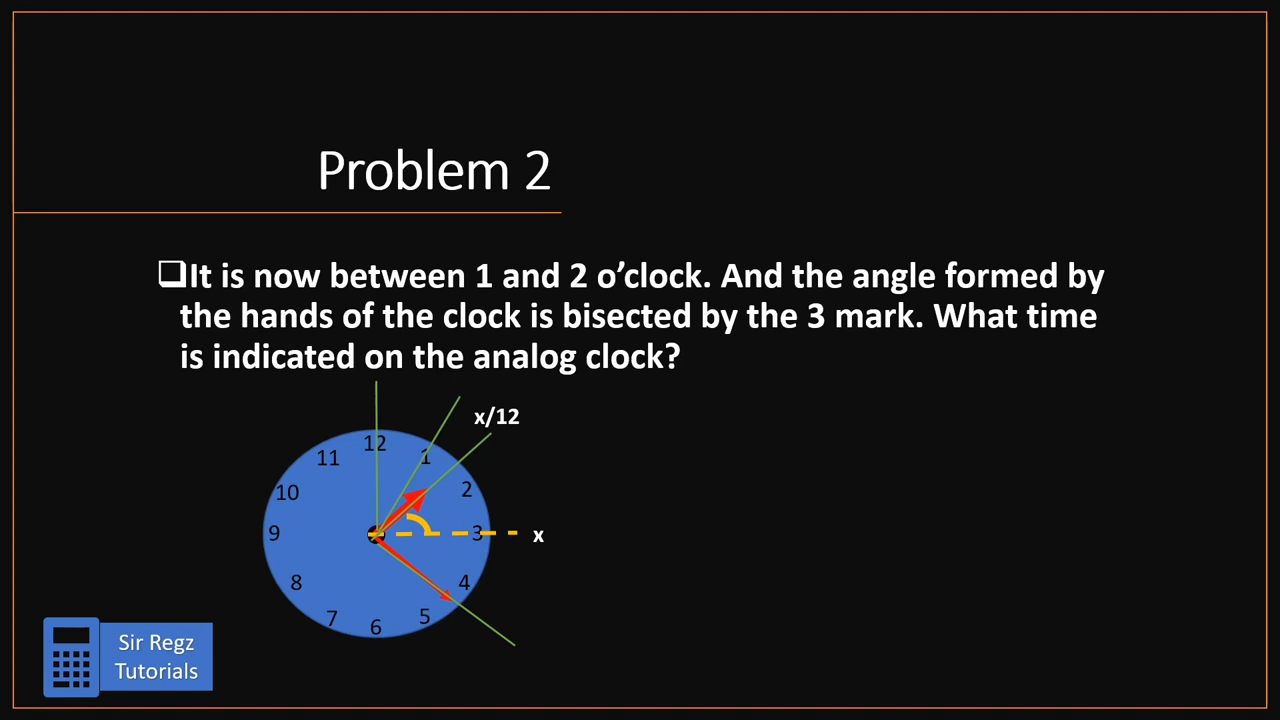 Problem 2
❑It is now between 1 and 2 o’clock. And the angle formed by
the hands of the clock is bisected by the 3 mark. What time
is indicated on the analog clock?
x/12
12
11
1
10
2
9
3
x
8
4
7
5
6
Sir Regz
Tutorials